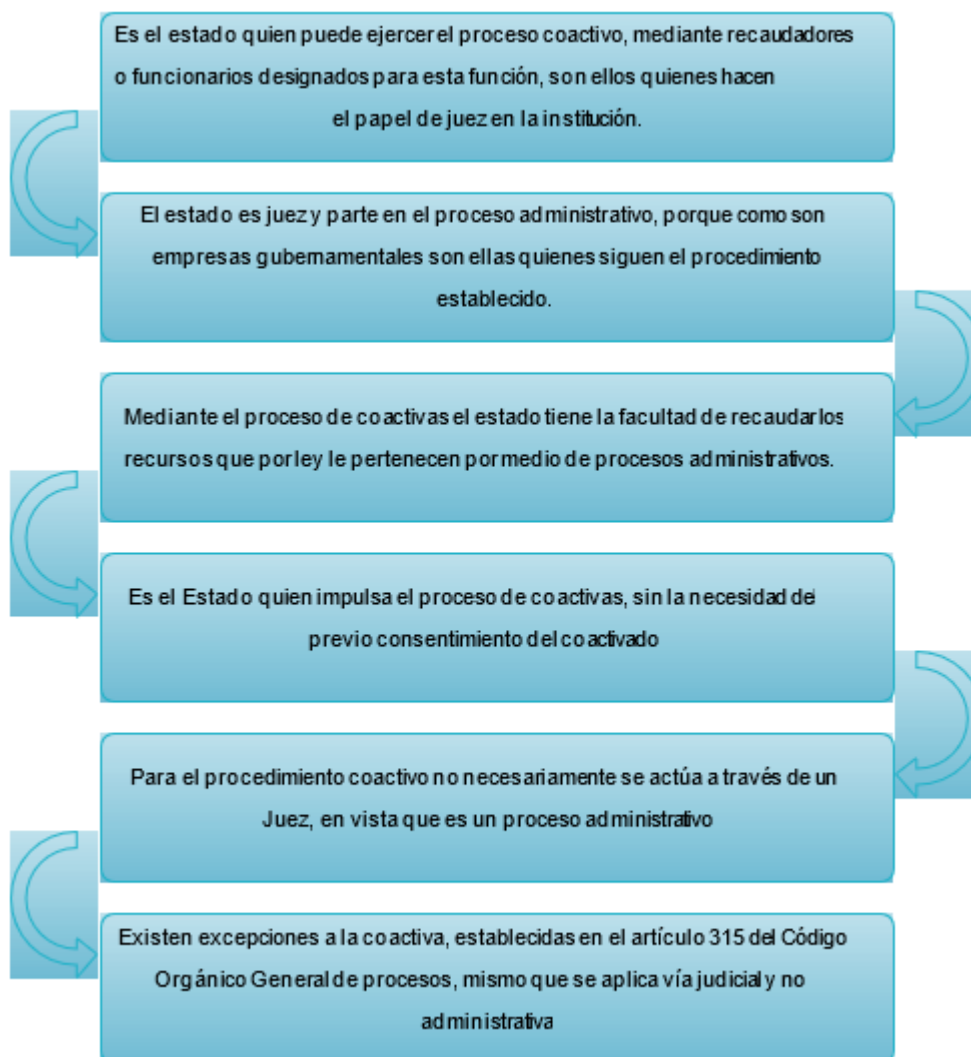 Es el estado quien puede ejercer el proceso coactivo, mediante recaudadores
o funcionarios designados para esta función, son ellos quienes hacen
el papel de juez en la institución.
El estado es juez y parte en el proceso administrativo, porque como son
empresas gubernamentales son ellas quienes siguen el procedimiento
establecido.
Mediante el proceso de coactivas el estado tiene la facultad de recaudar los
recursos que por ley le pertenecen por medio de procesos administrativos.
Es el Estado quien impulsa el proceso de coactivas, sin la necesidad del
previo consentimiento del coactivado
Para el procedimiento coactivo no necesariamente se actúa a través de un
Juez, en vista que es un proceso administrativo
Existen excepciones a la coactiva, establecidas en el artículo 315 del Código
Orgánico General de procesos, mismo que se aplica vía judicial y no
administrativa